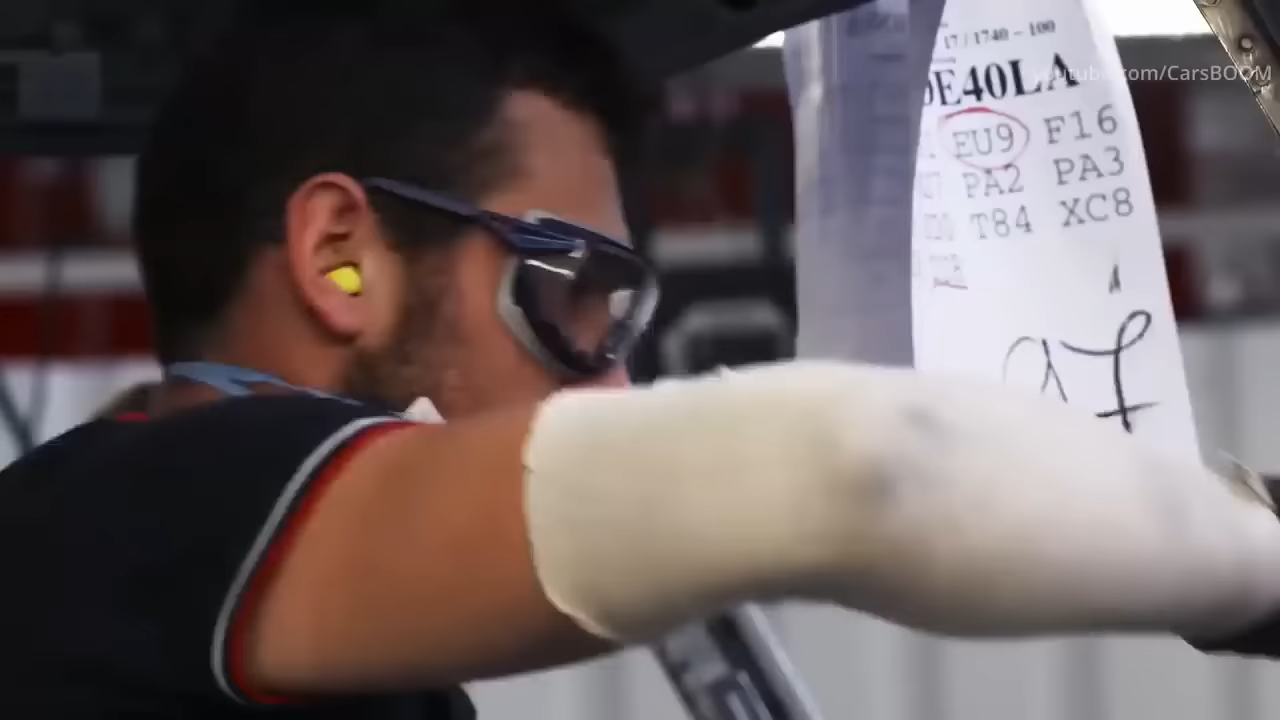 17/1740 - 100
youtube.com/CarsBOOM
DE40LA
EU9 F16
PA2 PA3
T84 XC8